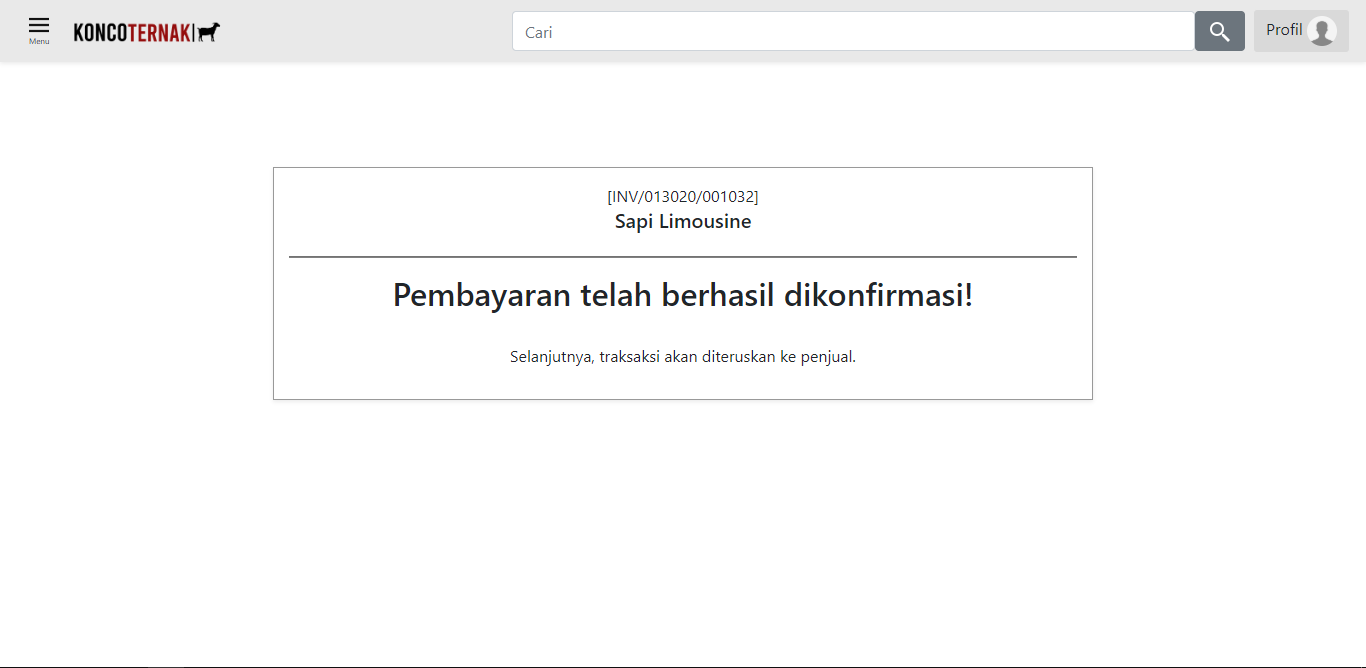 Menu
KONCOTERNAK
Cari
Profil
[INV/013020/001032]
Sapi Limousine
Pembayaran telah berhasil dikonfirmasi!
Selanjutnya, traksaksi akan diteruskan ke penjual.